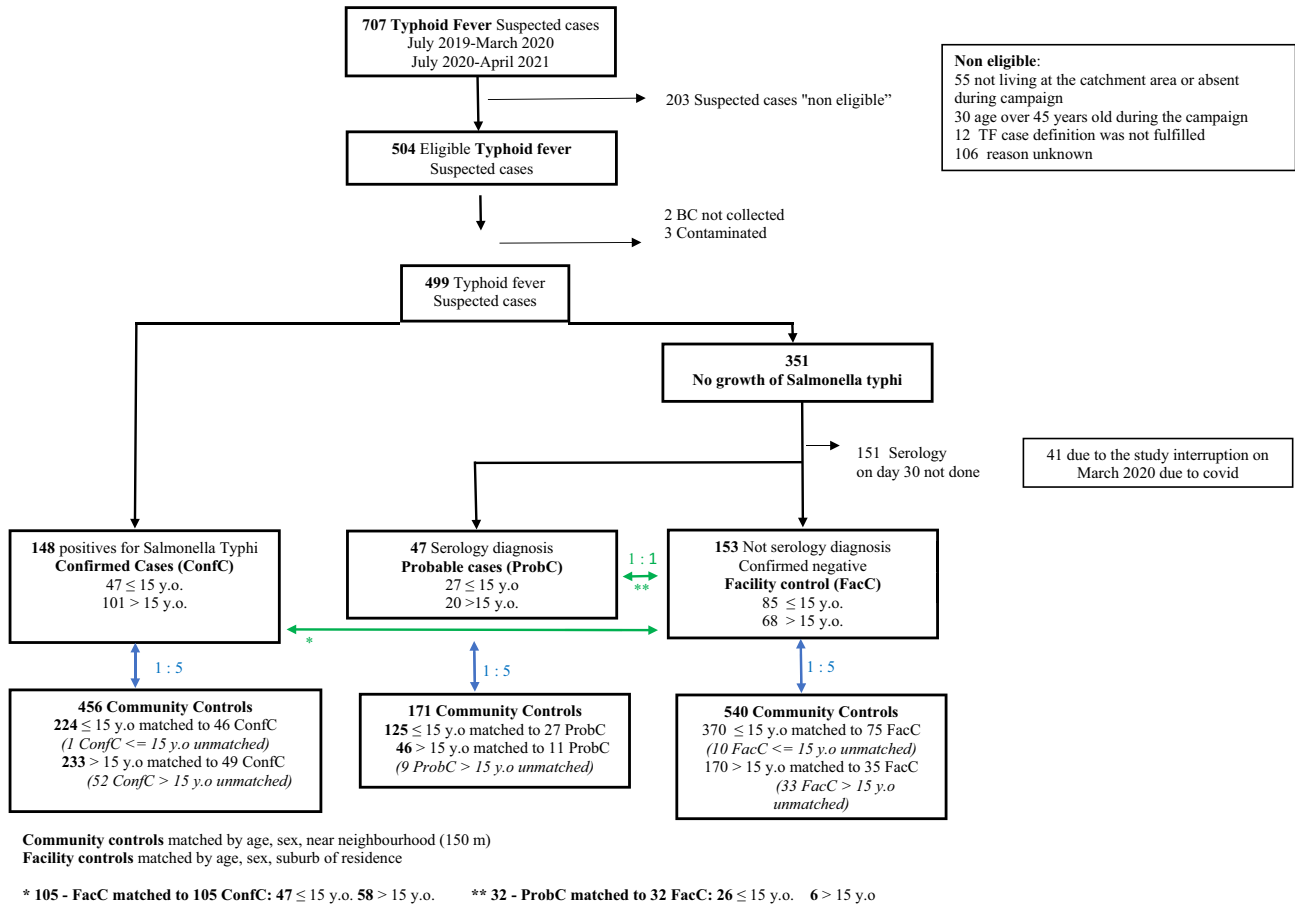 707 Typhoid Fever Suspected cases
July 2019-March 2020
July 2020-April 2021
Non eligible:
55 not living at the catchment area or absent
during campaign
30 age over 45 years old during the campaign
12 TF case definition was not fulfilled
106 reason unknown
203 Suspected cases "non eligible”
504 Eligible Typhoid fever
Suspected cases
2 BC not collected
3 Contaminated
499 Typhoid fever
Suspected cases
351
No growth of Salmonella typhi
151 Serology
on day 30 not done
41 due to the study interruption on
March 2020 due to covid
148 positives for Salmonella Typhi
Confirmed Cases (ConfC)
47 ≤ 15 y.o.
101 > 15 y.o.
47 Serology diagnosis
Probable cases (ProbC)
27 ≤ 15 y.o
20 >15 y.o.
1 : 1
**
153 Not serology diagnosis
Confirmed negative
Facility control (FacC)
85 ≤ 15 y.o.
68 > 15 y.o.
*
1 : 5
1 : 5
1 : 5
456 Community Controls
224 ≤ 15 y.o matched to 46 ConfC
(1 ConfC <= 15 y.o unmatched)
233 > 15 y.o matched to 49 ConfC
(52 ConfC > 15 y.o unmatched)
171 Community Controls
125 ≤ 15 y.o matched to 27 ProbC
46 > 15 y.o matched to 11 ProbC
(9 ProbC > 15 y.o unmatched)
540 Community Controls
370 ≤ 15 y.o matched to 75 FacC
(10 FacC <= 15 y.o unmatched)
170 > 15 y.o matched to 35 FacC
(33 FacC > 15 y.o
unmatched)
Community controls matched by age, sex, near neighbourhood (150 m)
Facility controls matched by age, sex, suburb of residence
* 105 - FacC matched to 105 ConfC: 47 ≤ 15 y.o. 58 > 15 y.o. ** 32 - ProbC matched to 32 FacC: 26 ≤ 15 y.o. 6 > 15 y.o